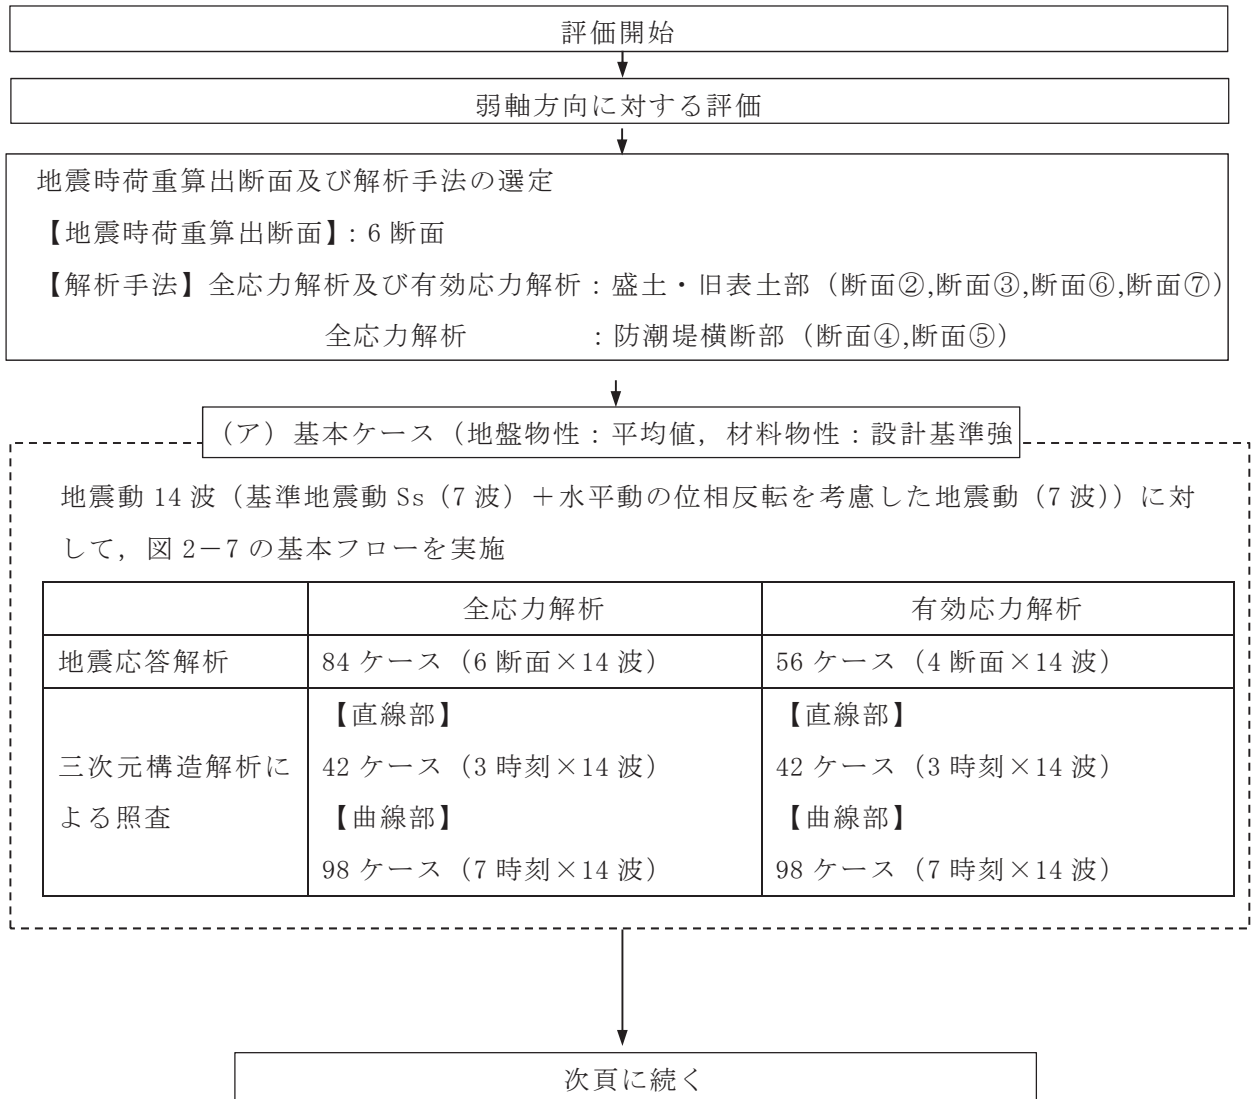 評価開始
弱軸方向に対する評価
地震時荷重算出断面及び解析手法の選定
【地震時荷重算出断面】：6 断面
【解析手法】全応力解析及び有効応力解析：盛土・旧表土部（断面②,断面③,断面⑥,断面⑦）
全応力解析　　　　：防潮堤横断部（断面④,断面⑤）
（ア）基本ケース（地盤物性：平均値，材料物性：設計基準強
地震動 14 波（基準地震動 Ss（7 波）＋水平動の位相反転を考慮した地震動（7 波））に対
して，図 2－7 の基本フローを実施
全応力解析　有効応力解析
地震応答解析　84 ケース（6 断面×14 波）　56 ケース（4 断面×14 波）
【直線部】　【直線部】
三次元構造解析に　42 ケース（3 時刻×14 波）　42 ケース（3 時刻×14 波）
よる照査　【曲線部】　【曲線部】
98 ケース（7 時刻×14 波）　98 ケース（7 時刻×14 波）
次頁に続く